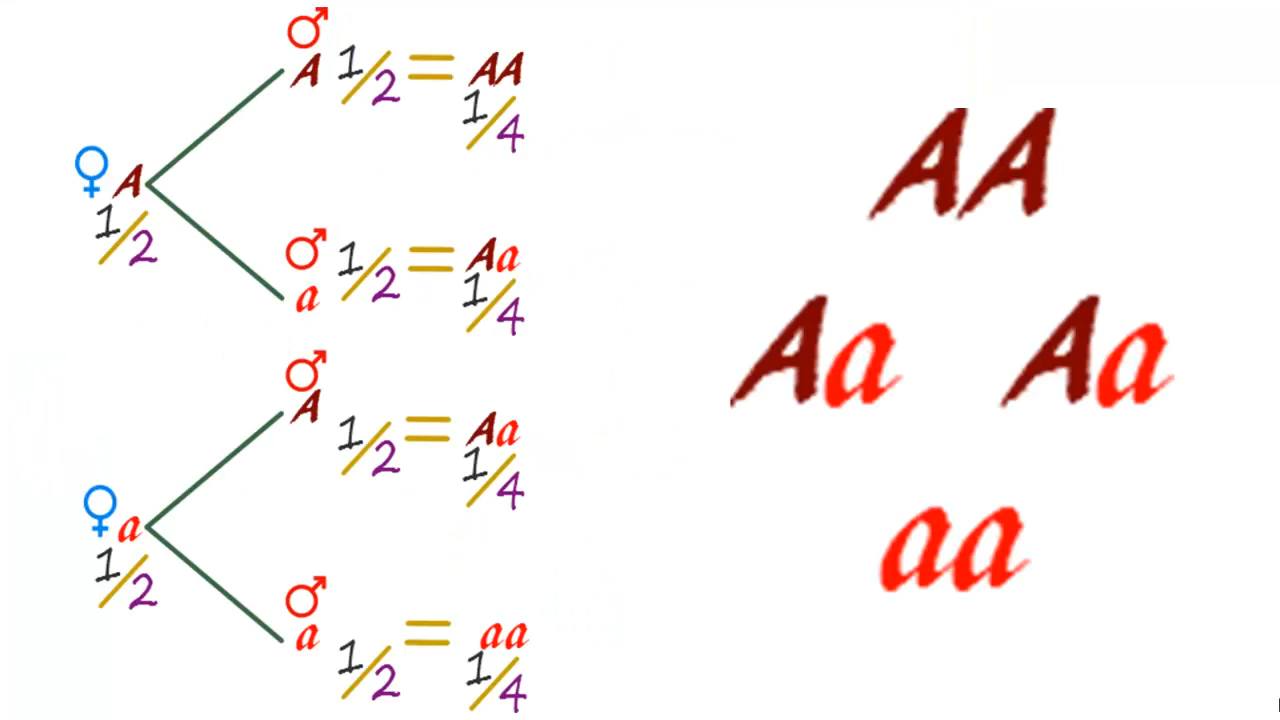 ♂
A 1/2 = AA
1/4
♀ A
1/2
♂
a 1/2 = Aa
1/4
♂
A 1/2 = Aa
1/4
♀ a
1/2
♂
a 1/2 = aa
1/4
AA
Aa Aa
aa